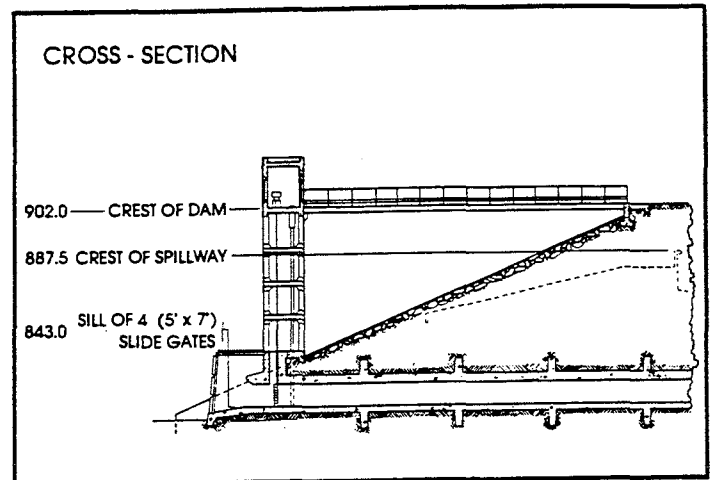 CROSS - SECTION
902.0 CREST OF DAM
887.5 CREST OF SPILLWAY
843.0 SILL OF 4 (5' x 7')
SLIDE GATES